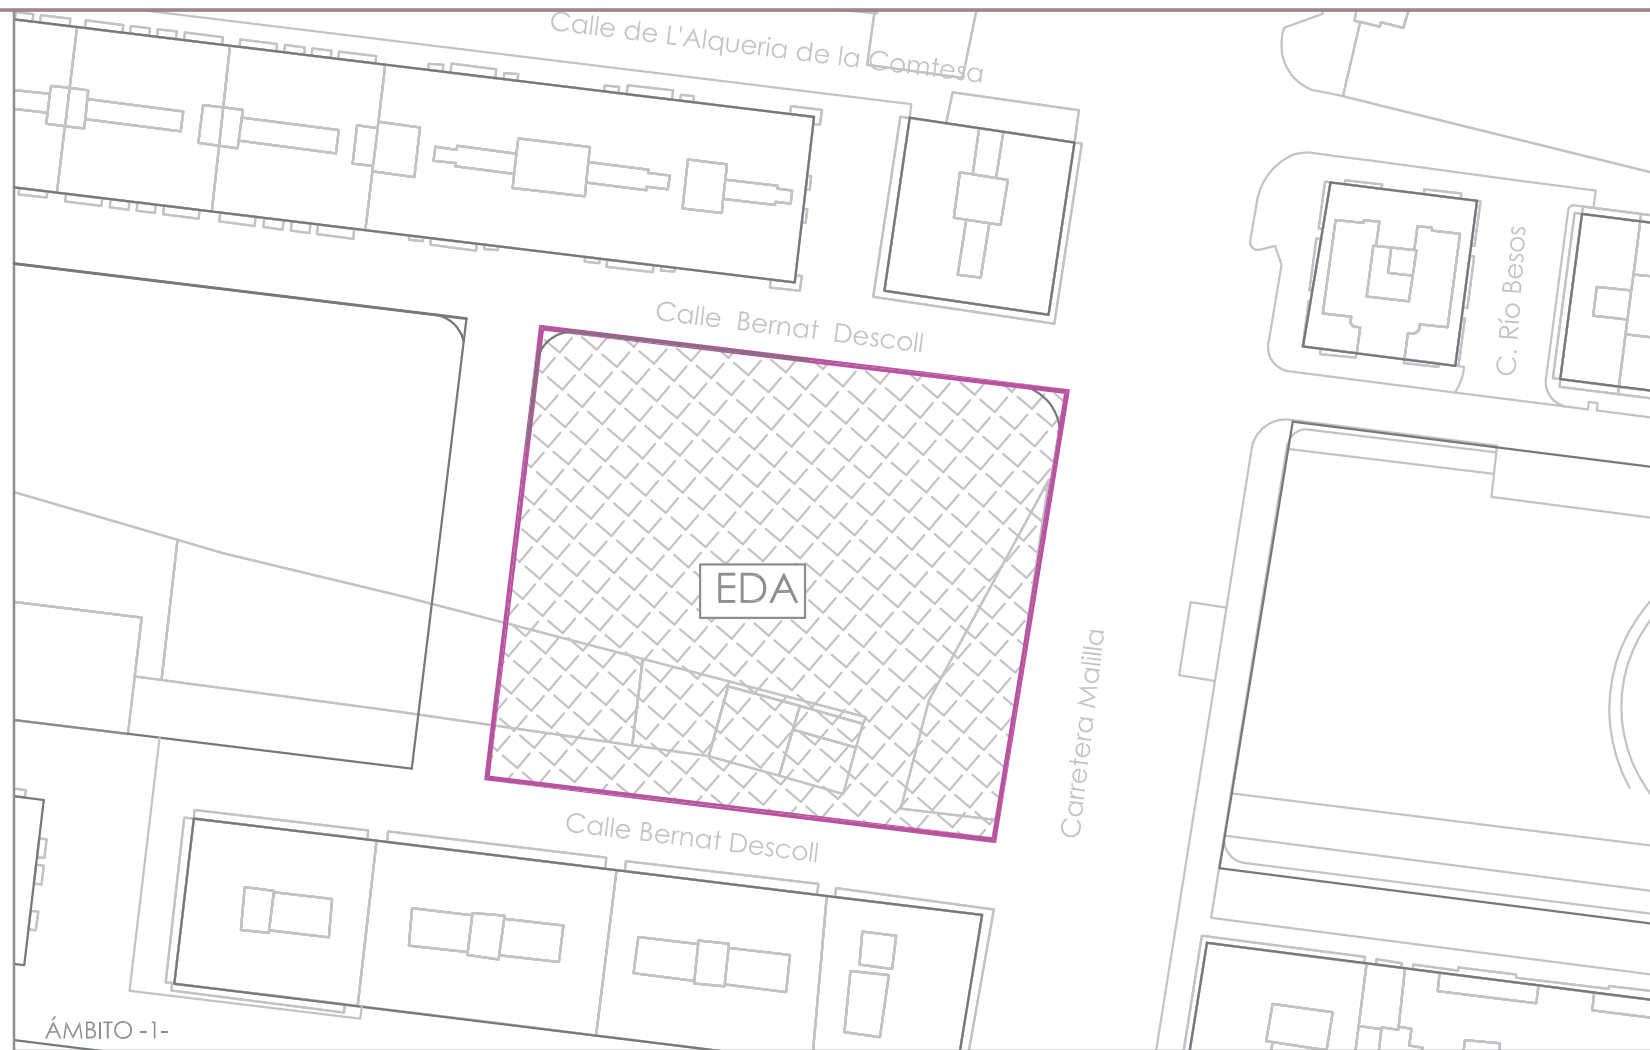 Calle de L'Alqueria de la Comtesa
C. Río Besos
Calle Bernat Descoll
EDA
Carretera Malilla
Calle Bernat Descoll
ÁMBITO -1-